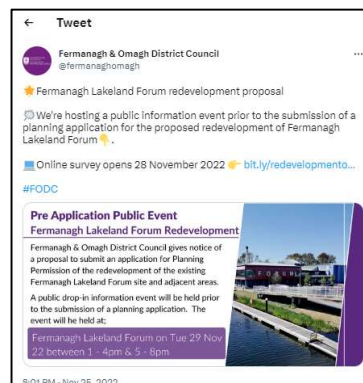 ← Tweet
Fermanagh & Omagh District Council
@fermanaghomagh
Fermanagh Lakeland Forum redevelopment proposal
We're hosting a public information event prior to the submission of a
planning application for the proposed redevelopment of Fermanagh
Lakeland Forum.
Online survey opens 28 November 2022 bit.ly/redevelopmento...
#FODC
Pre Application Public Event
Fermanagh Lakeland Forum Redevelopment
Fermanagh & Omagh District Council gives notice of
a proposal to submit an application for Planning
Permission of the redevelopment of the existing
Fermanagh Lakeland Forum site and adjacent areas.
A public drop-in information event will be held prior
to the submission of a planning application. The
event will be held at;
Fermanagh Lakeland Forum on Tue 29 Nov
22 between 1 - 4pm & 5 - 8pm
FORUM
8:01 PM · Nov 25, 2022